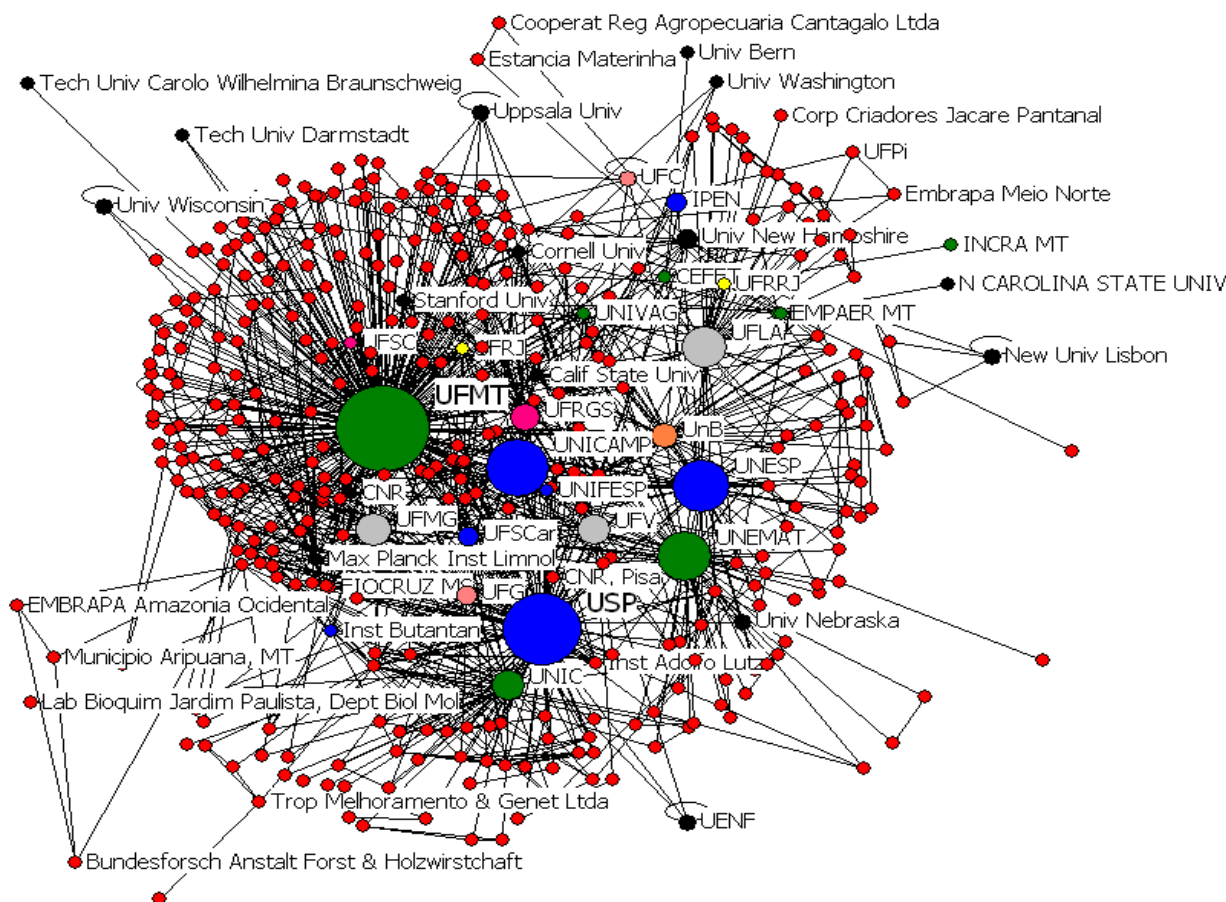 Cooperat Reg Agropecuaria Cantagalo Ltda
Estancia Materinha
Univ Bern
Tech Univ Carolo Wilhelmina Braunschweig
Univ Washington
Uppsala Univ
Corp Criadores Jacare Pantanal
Tech Univ Darmstadt
UFPi
UFC
IPEN
Embrapa Meio Norte
Univ Wisconsin
Univ New Hampshire
INCRA MT
Cornell Univ
CEFET
UFRRJ
N CAROLINA STATE UNIV
Stanford Univ
UNIVAG
EMPAER MT
UFLA
UFSC
UFRJ
New Univ Lisbon
Calif State Univ
UFMT
UFRGS
UnB
UNICAMP
UNESP
CNR
UNIFESP
UFMG
UFSCar
UFV
UNEMAT
Max Planck Inst Limnol
CNR, Pisa
FIOCRUZ MS
UFG
EMBRAPA Amazonia Ocidental
USP
Univ Nebraska
Inst Butantan
Municipio Aripuana, MT
Inst Adolfo Lutz
UNIC
Lab Bioquim Jardim Paulista, Dept Biol Mol
Trop Melhoramento & Genet Ltda
UENF
Bundesforsch Anstalt Forst & Holzwirstchaft